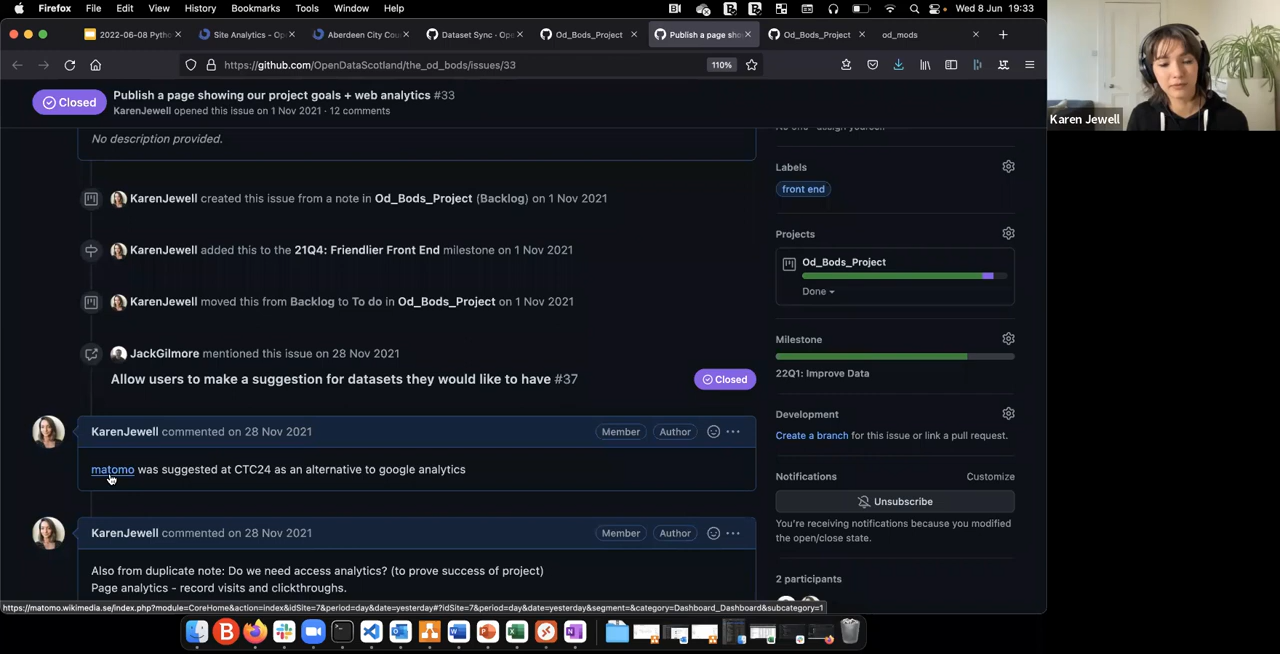 Firefox File Edit View History Bookmarks Tools Window Help Wed 8 Jun 19:33
2022-06-08 Pyth Site Analytics - Op Aberdeen City Cou Dataset Sync · Ope Od_Bods_Project Publish a page sho Od_Bods_Project od_mods
https://github.com/OpenDataScotland/the_od_bods/issues/33 110%
Closed Publish a page showing our project goals + web analytics #33
KarenJewell opened this issue on 1 Nov 2021 · 12 comments
Karen Jewell
No description provided.
KarenJewell created this issue from a note in Od_Bods_Project (Backlog) on 1 Nov 2021
KarenJewell added this to the 21Q4: Friendlier Front End milestone on 1 Nov 2021
KarenJewell moved this from Backlog to To do in Od_Bods_Project on 1 Nov 2021
JackGilmore mentioned this issue on 28 Nov 2021
Allow users to make a suggestion for datasets they would like to have #37 Closed
KarenJewell commented on 28 Nov 2021 Member Author
matomo was suggested at CTC24 as an alternative to google analytics
KarenJewell commented on 28 Nov 2021 Member Author
Also from duplicate note: Do we need access analytics? (to prove success of project)
Page analytics - record visits and clickthroughs.
No one - assign yourself
Labels
front end
Projects
Od_Bods_Project
Done
Milestone
22Q1: Improve Data
Development
Create a branch for this issue or link a pull request.
Notifications Customize
Unsubscribe
You're receiving notifications because you modified
the open/close state.
2 participants
https://matomo.wikimedia.se/index.php?module=CoreHome&action=index&idSite=7&period=day&date=yesterday#?idSite=7&period=day&date=yesterday&segment=&category=Dashboard_Dashboard&subcategory=1